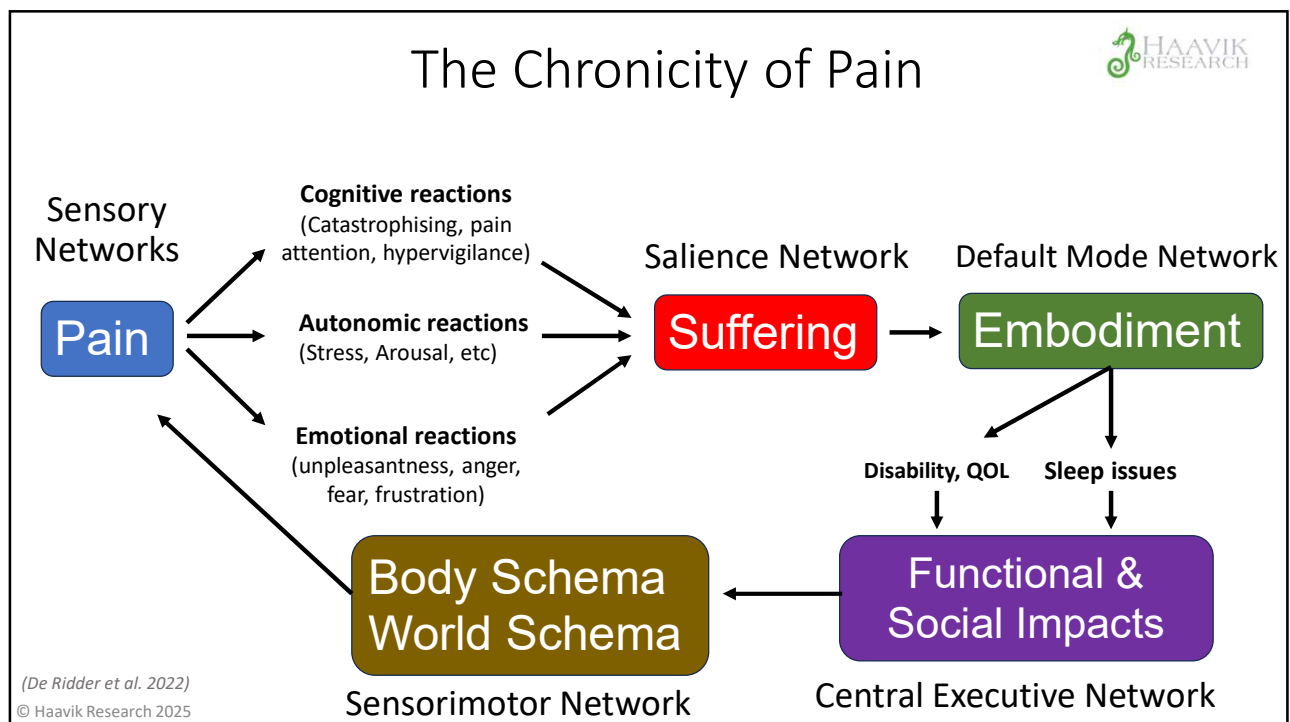 The Chronicity of Pain
HAAVIK
RESEARCH
Sensory
Networks
Pain
Cognitive reactions
(Catastrophising, pain
attention, hypervigilance)
Autonomic reactions
(Stress, Arousal, etc)
Emotional reactions
(unpleasantness, anger,
fear, frustration)
Salience Network
Suffering
Default Mode Network
Embodiment
Disability, QOL
Sleep issues
Functional &
Social Impacts
Central Executive Network
Body Schema
World Schema
Sensorimotor Network
(De Ridder et al. 2022)
© Haavik Research 2025